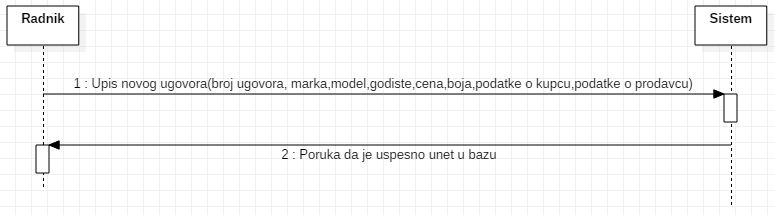 Radnik
Sistem
1 : Upis novog ugovora(broj ugovora, marka,model,godiste,cena,boja,podatke o kupcu,podatke o prodavcu)
2 : Poruka da je uspesno unet u bazu